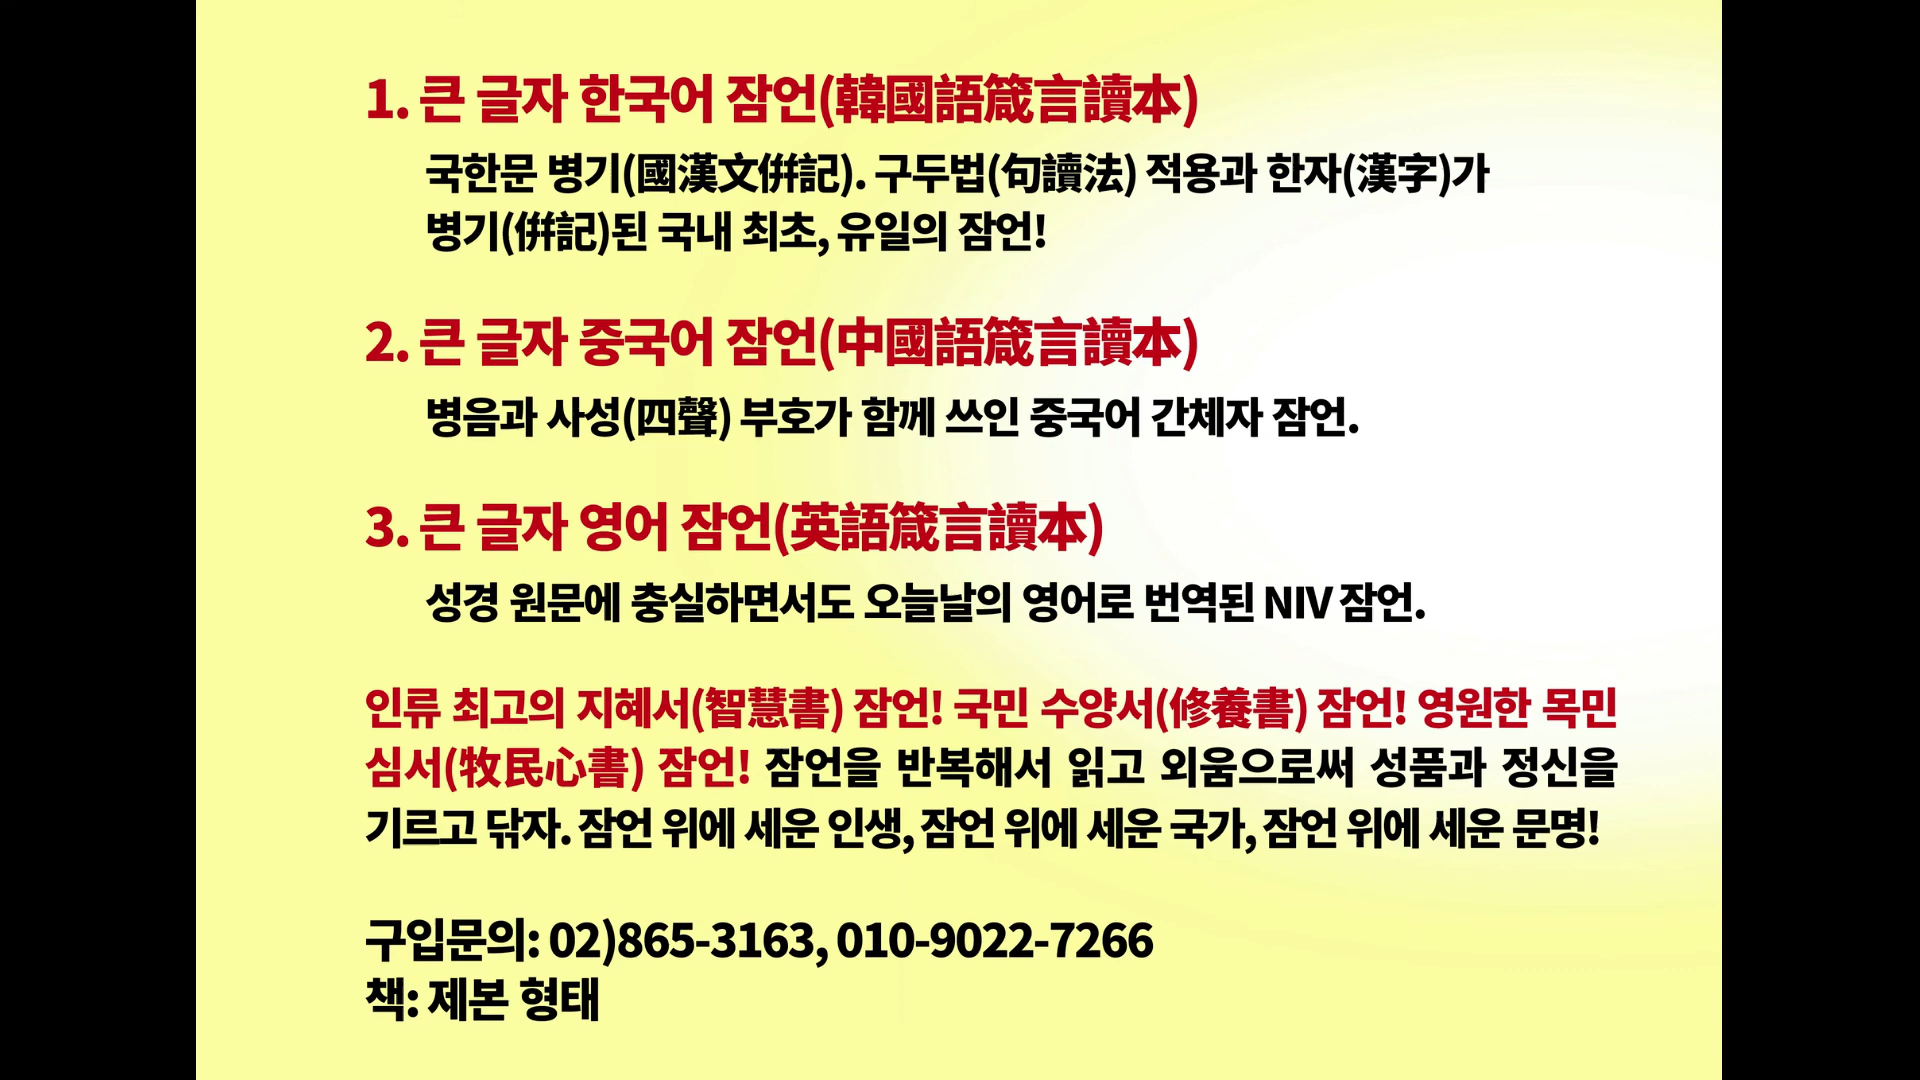 1. 큰 글자 한국어 잠언(韓國語箴言讀本)
국한문 병기(國漢文倂記). 구두법(句讀法) 적용과 한자(漢字)가
병기(倂記)된 국내 최초, 유일의 잠언!
2. 큰 글자 중국어 잠언(中國語箴言讀本)
병음과 사성(四聲) 부호가 함께 쓰인 중국어 간체자 잠언.
3. 큰 글자 영어 잠언(英語箴言讀本)
성경 원문에 충실하면서도 오늘날의 영어로 번역된 NIV 잠언.
인류 최고의 지혜서(智慧書) 잠언! 국민 수양서(修養書) 잠언! 영원한 목민
심서(牧民心書) 잠언! 잠언을 반복해서 읽고 외움으로써 성품과 정신을
기르고 닦자. 잠언 위에 세운 인생, 잠언 위에 세운 국가, 잠언 위에 세운 문명!
구입문의: 02)865-3163, 010-9022-7266
책: 제본 형태